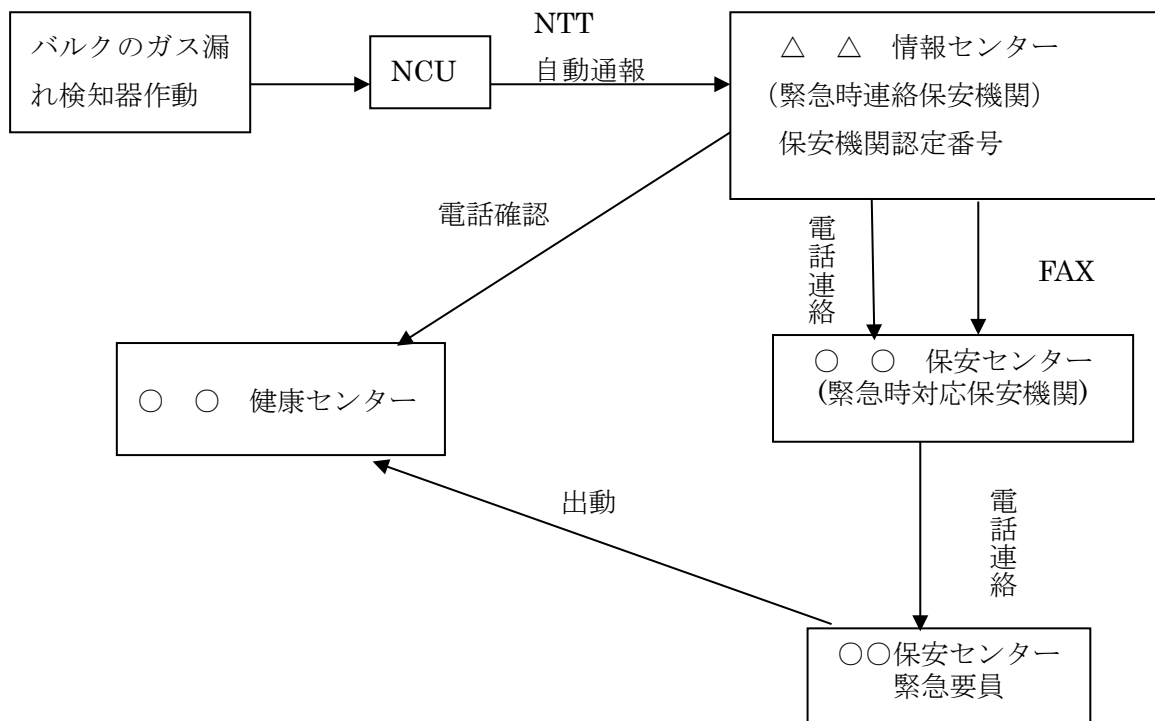 バルクのガス漏
れ検知器作動
NCU
NTT
自動通報
△　△　情報センター
（緊急時連絡保安機関）
保安機関認定番号
電話確認
電話連絡
FAX
○　○　健康センター
○　○　保安センター
(緊急時対応保安機関)
出動
電話連絡
○○保安センター
緊急要員